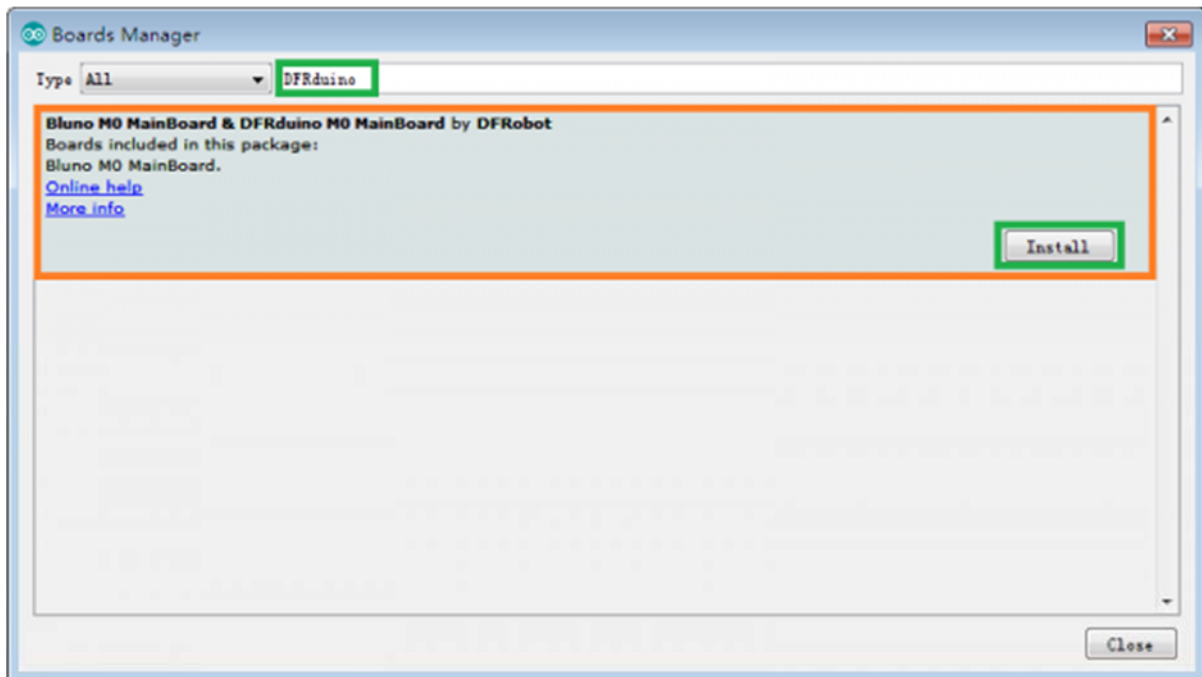 Boards Manager
Type All DFRduino
Bluno M0 MainBoard & DFRduino M0 MainBoard by DFRobot
Boards included in this package:
Bluno M0 MainBoard.
Online help
More info
Install
Close